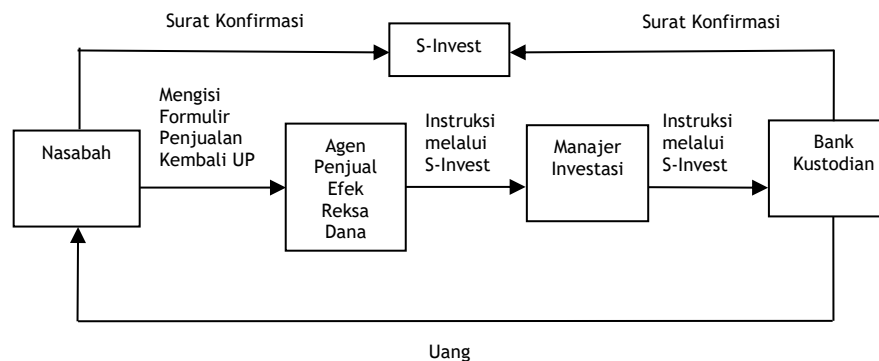 Surat Konfirmasi
Surat Konfirmasi
S-Invest
Mengisi
Formulir
Penjualan
Kembali UP
Instruksi
melalui
S-Invest
Instruksi
melalui
S-Invest
Nasabah
Agen
Penjual
Efek
Reksa
Dana
Manajer
Investasi
Bank
Kustodian
Uang